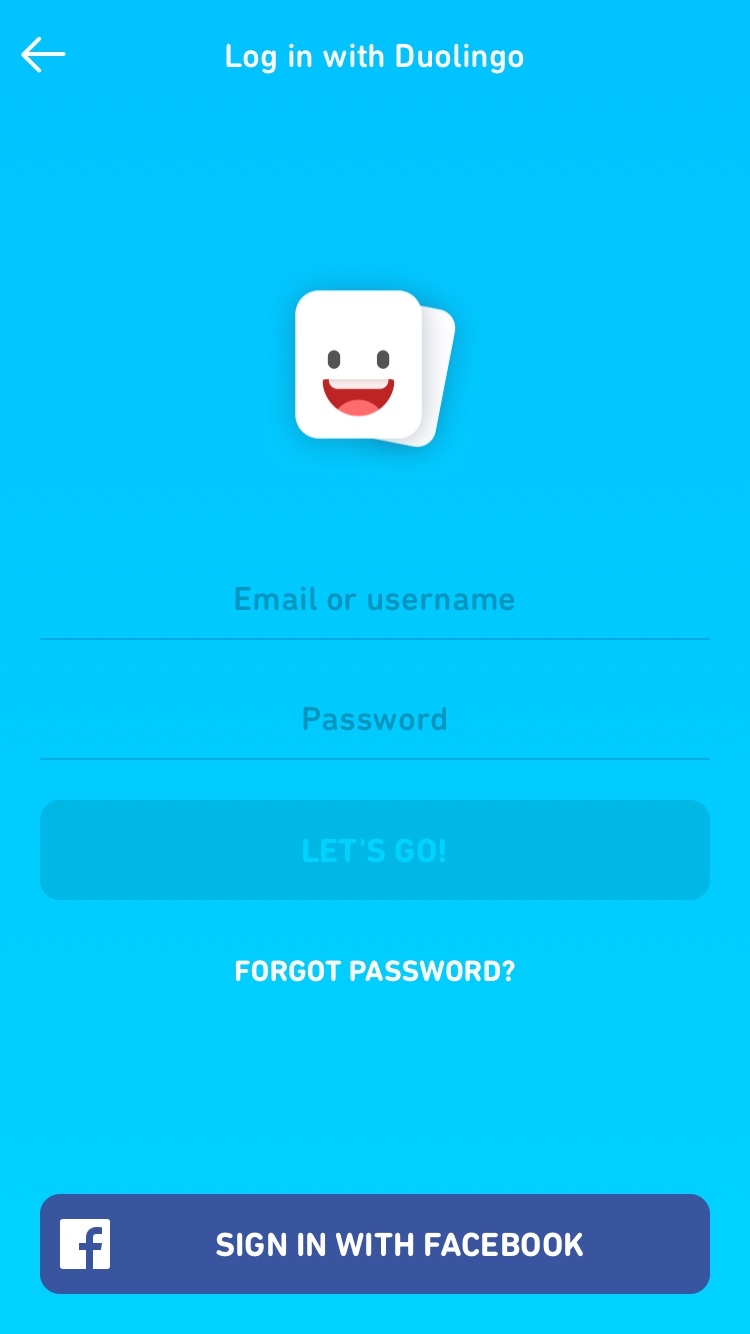 Log in with Duolingo
Email or username
Password
LET'S GO!
FORGOT PASSWORD?
SIGN IN WITH FACEBOOK